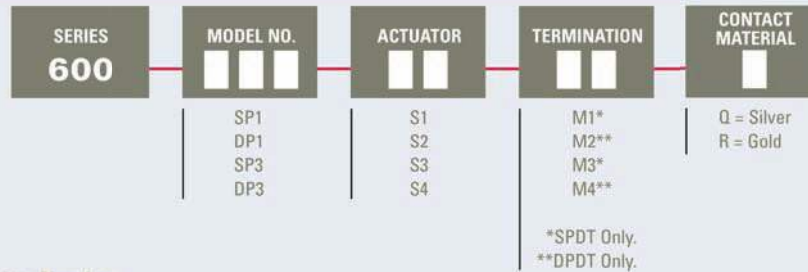 SERIES
600
MODEL NO.
ACTUATOR
TERMINATION
CONTACT
MATERIAL
SP1
DP1
SP3
DP3
S1
S2
S3
S4
M1*
M2**
M3*
M4**
*SPDT Only.
**DPDT Only.
Q = Silver
R = Gold